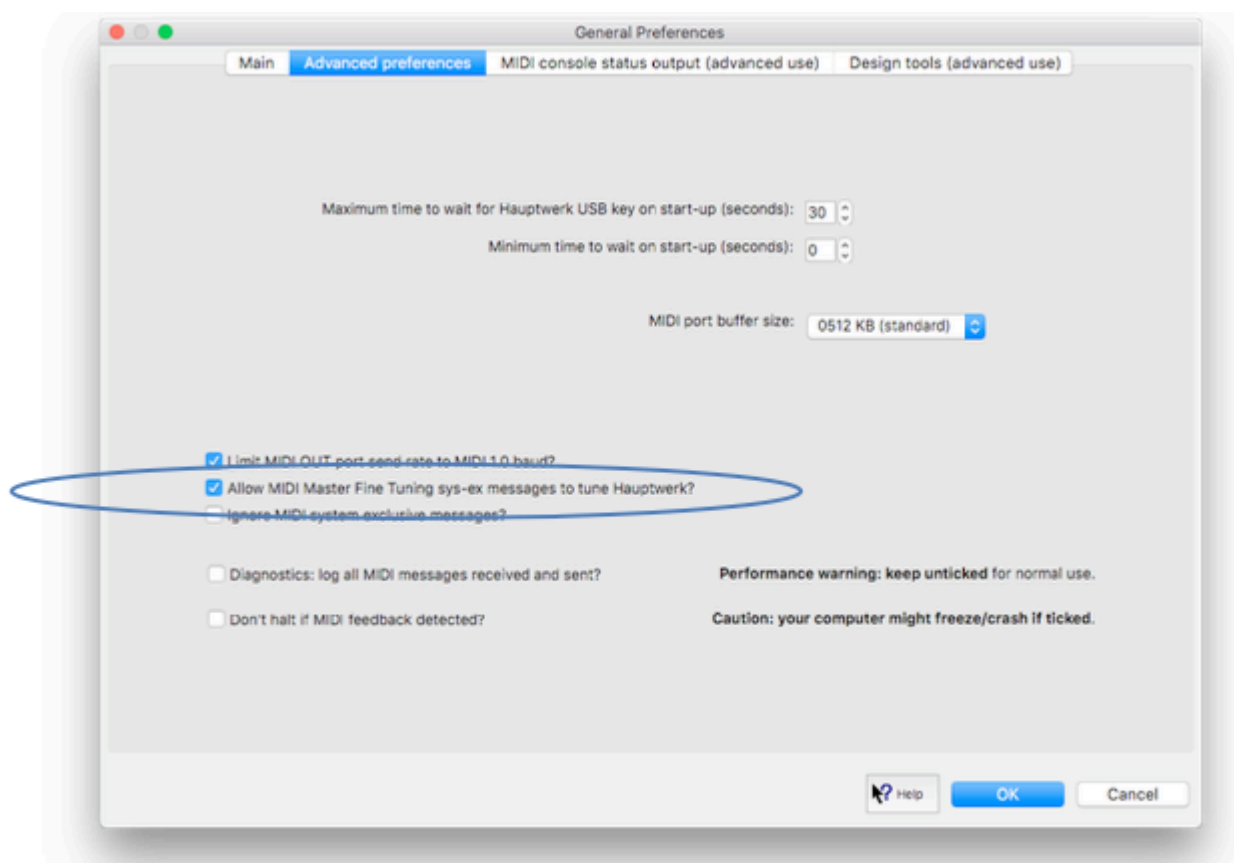 General Preferences
Main Advanced preferences MIDI console status output (advanced use) Design tools (advanced use)
Maximum time to wait for Hauptwerk USB key on start-up (seconds): 30
Minimum time to wait on start-up (seconds): 0
MIDI port buffer size: 0512 KB (standard)
Limit MIDI OUT port send rate to MIDI 1.0 baud?
Allow MIDI Master Fine Tuning sys-ex messages to tune Hauptwerk?
Ignore MIDI system exclusive messages?
Diagnostics: log all MIDI messages received and sent? Performance warning: keep unticked for normal use.
Don't halt if MIDI feedback detected? Caution: your computer might freeze/crash if ticked.
Help OK Cancel